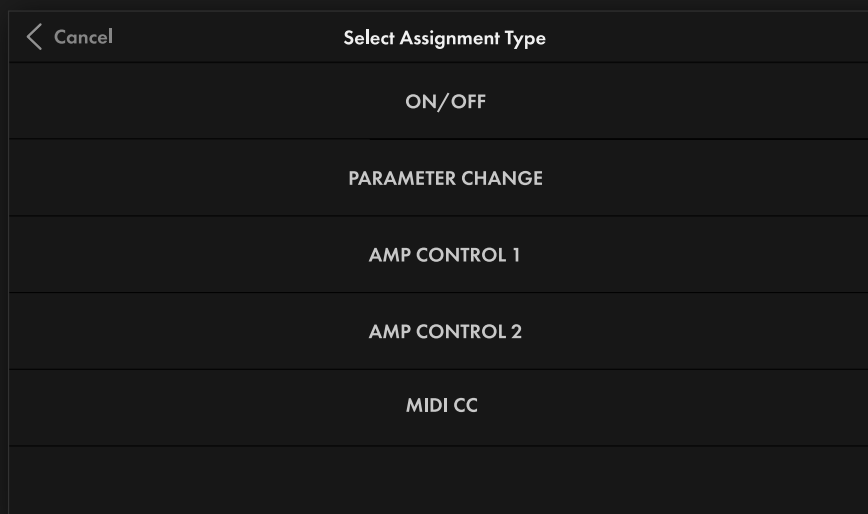 Cancel
Select Assignment Type
ON/OFF
PARAMETER CHANGE
AMP CONTROL 1
AMP CONTROL 2
MIDI CC